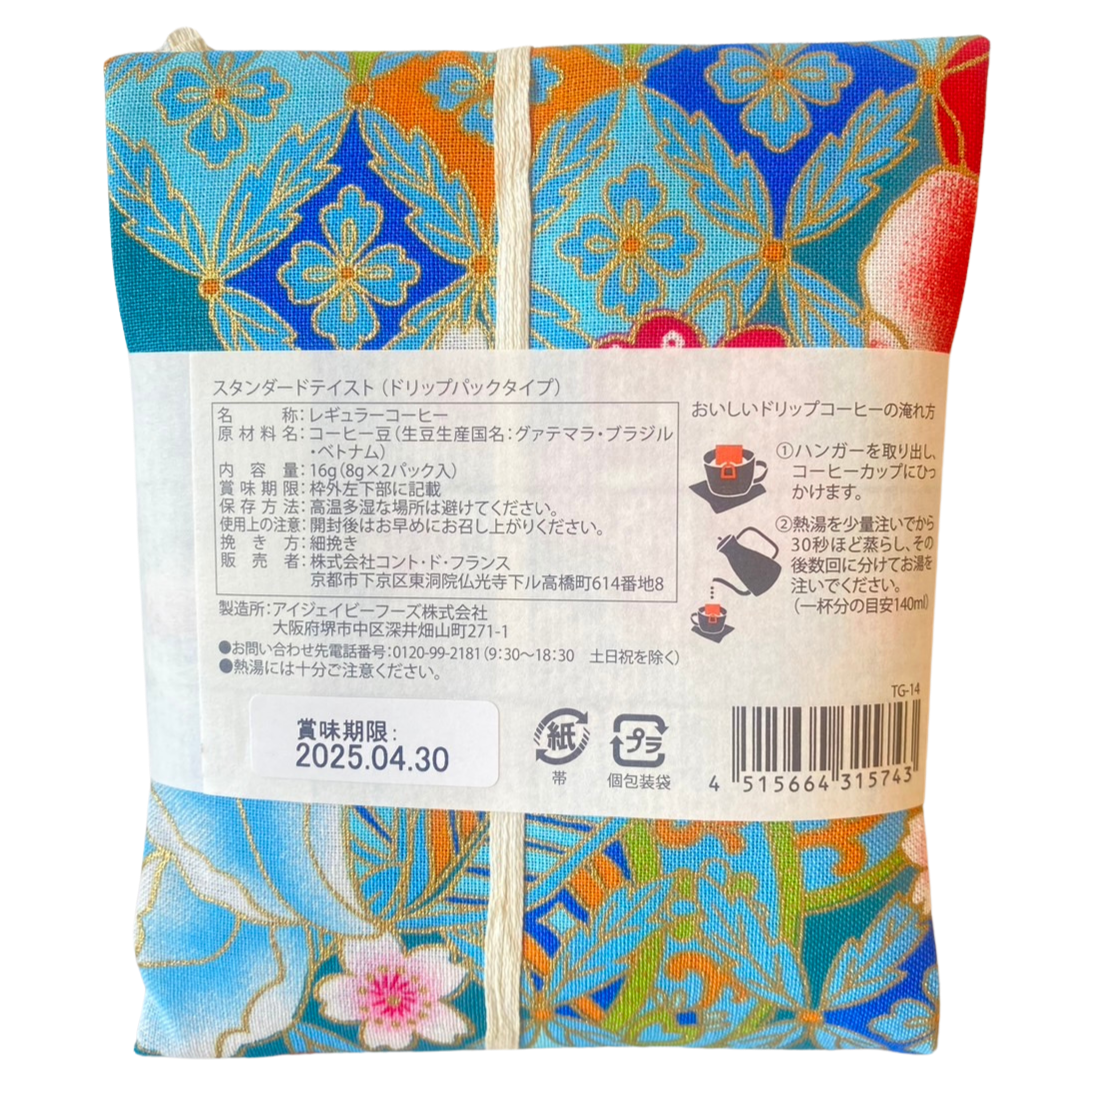 スタンダードテイスト（ドリップパックタイプ）
名称：レギュラーコーヒー
原材料名：コーヒー豆（生豆生産国名：グァテマラ・ブラジル
・ベトナム）
内容量：16g（8g×2パック入）
賞味期限：枠外左下部に記載
保存方法：高温多湿な場所は避けてください。
使用上の注意：開封後はお早めにお召し上がりください。
挽き方：細挽き
販売者：株式会社コント・ド・フランス
京都市下京区東洞院仏光寺下ル高橋町614番地8
製造所：アイジェイビーフーズ株式会社
大阪府堺市中区深井畑山町271-1
●お問い合わせ先電話番号：0120-99-2181（9：30〜18：30　土日祝を除く）
●熱湯には十分ご注意ください。
賞味期限：
2025.04.30
紙
帯
プラ
個包装袋
おいしいドリップコーヒーの淹れ方
①ハンガーを取り出し、
コーヒーカップにひっ
かけます。
②熱湯を少量注いでから
30秒ほど蒸らし、その
後数回に分けてお湯を
注いでください。
（一杯分の目安140ml）
TG-14
4 515664 315743